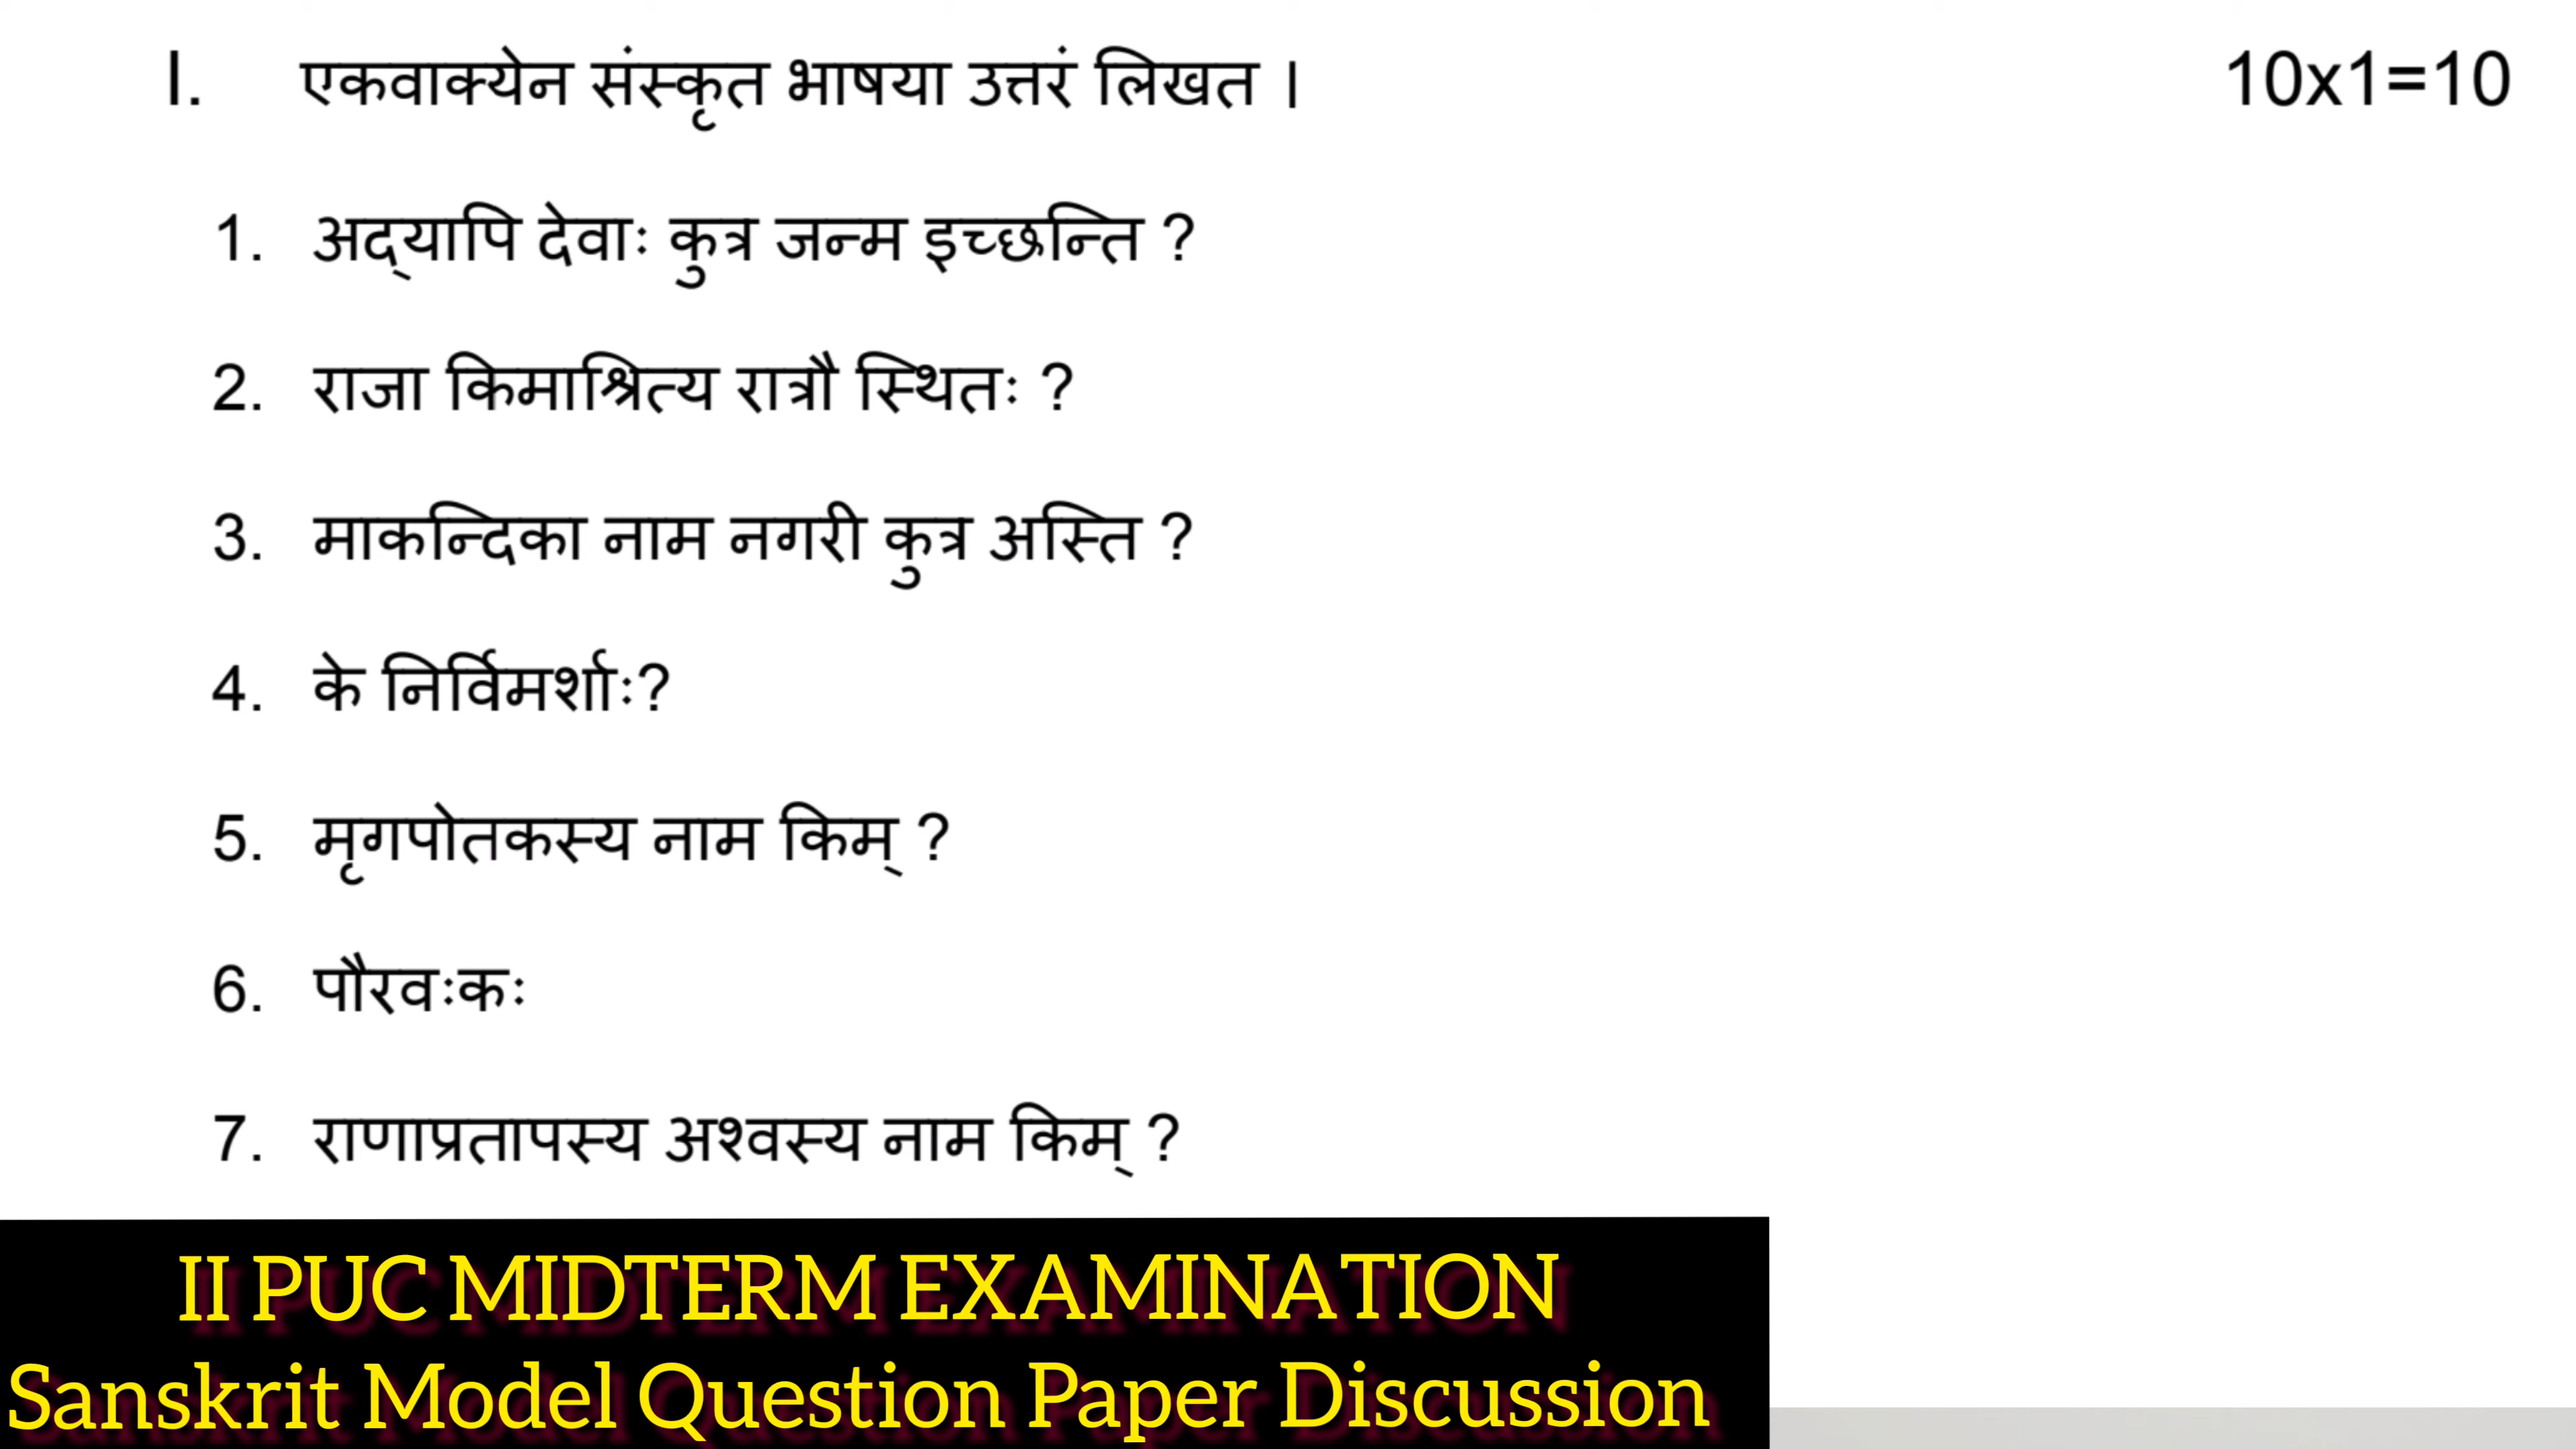 I. एकवाक्येन संस्कृत भाषया उत्तरं लिखत । 10x1=10
1. अद्‌यापि देवाः कुत्र जन्म इच्छन्ति ?
2. राजा किमाश्रित्य रात्रौ स्थितः ?
3. माकन्दिका नाम नगरी कुत्र अस्ति ?
4. के निर्विमर्शाः?
5. मृगपोतकस्य नाम किम् ?
6. पौरवःकः
7. राणाप्रतापस्य अश्वस्य नाम किम् ?
II PUC MIDTERM EXAMINATION
Sanskrit Model Question Paper Discussion